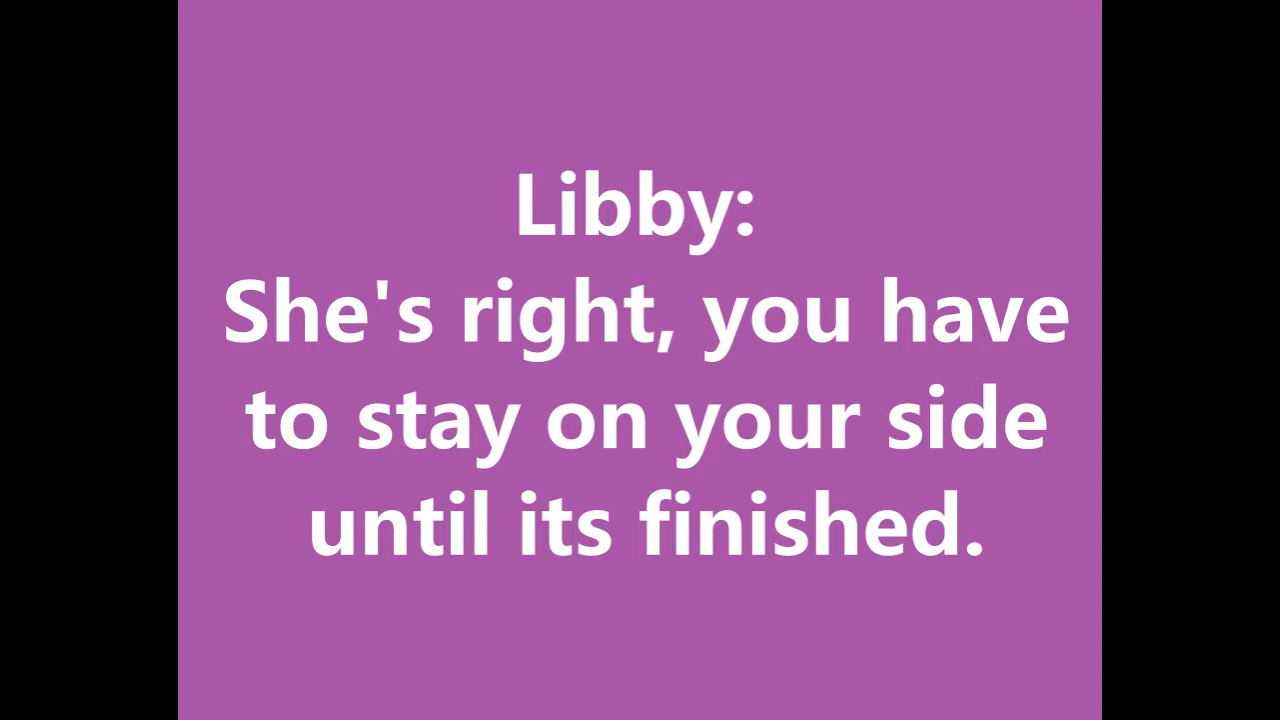 Libby:
She's right, you have
to stay on your side
until its finished.